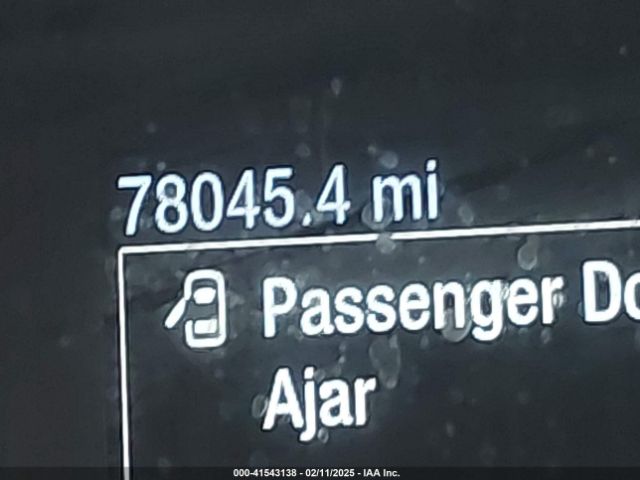 78045.4 mi
Passenger Do
Ajar
000-41543138 - 02/11/2025 - IAA Inc.